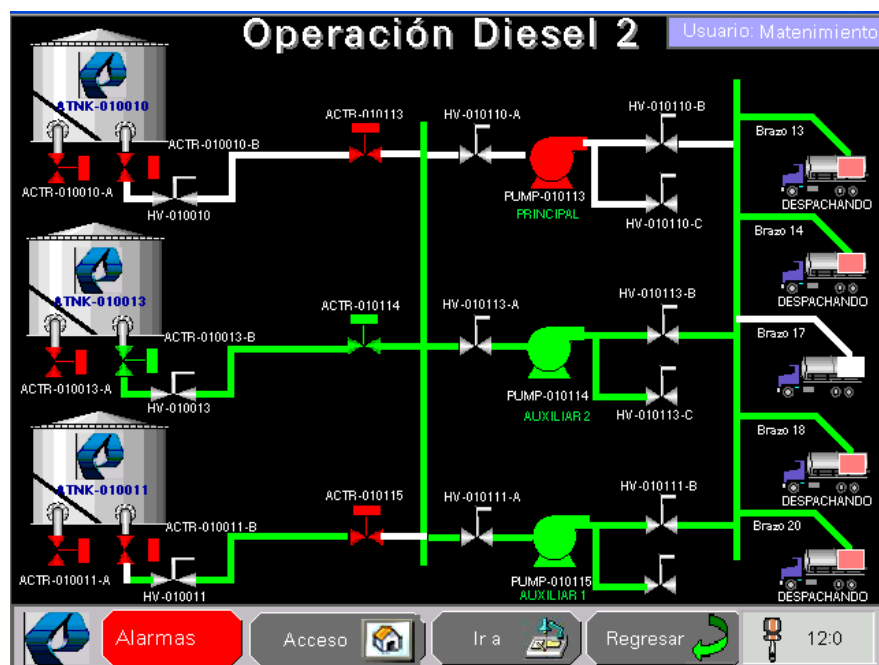 Operación Diesel 2
Usuario: Matenimiento
ATNK-010010
ACTR-010010-B
ACTR-010010-A
HV-010010
ACTR-010113
HV-010110-A
HV-010110-B
PUMP-010113
PRINCIPAL
HV-010110-C
Brazo 13
DESPACHANDO
Brazo 14
DESPACHANDO
ATNK-010013
ACTR-010013-B
ACTR-010013-A
HV-010013
ACTR-010114
HV-010113-A
HV-010113-B
PUMP-010114
AUXILIAR 2
HV-010113-C
Brazo 17
ATNK-010011
ACTR-010011-B
ACTR-010011-A
HV-010011
ACTR-010115
HV-010111-A
HV-010111-B
PUMP-010115
AUXILIAR 1
Brazo 18
DESPACHANDO
Brazo 20
DESPACHANDO
Alarmas
Acceso
Ir a
Regresar
12:0